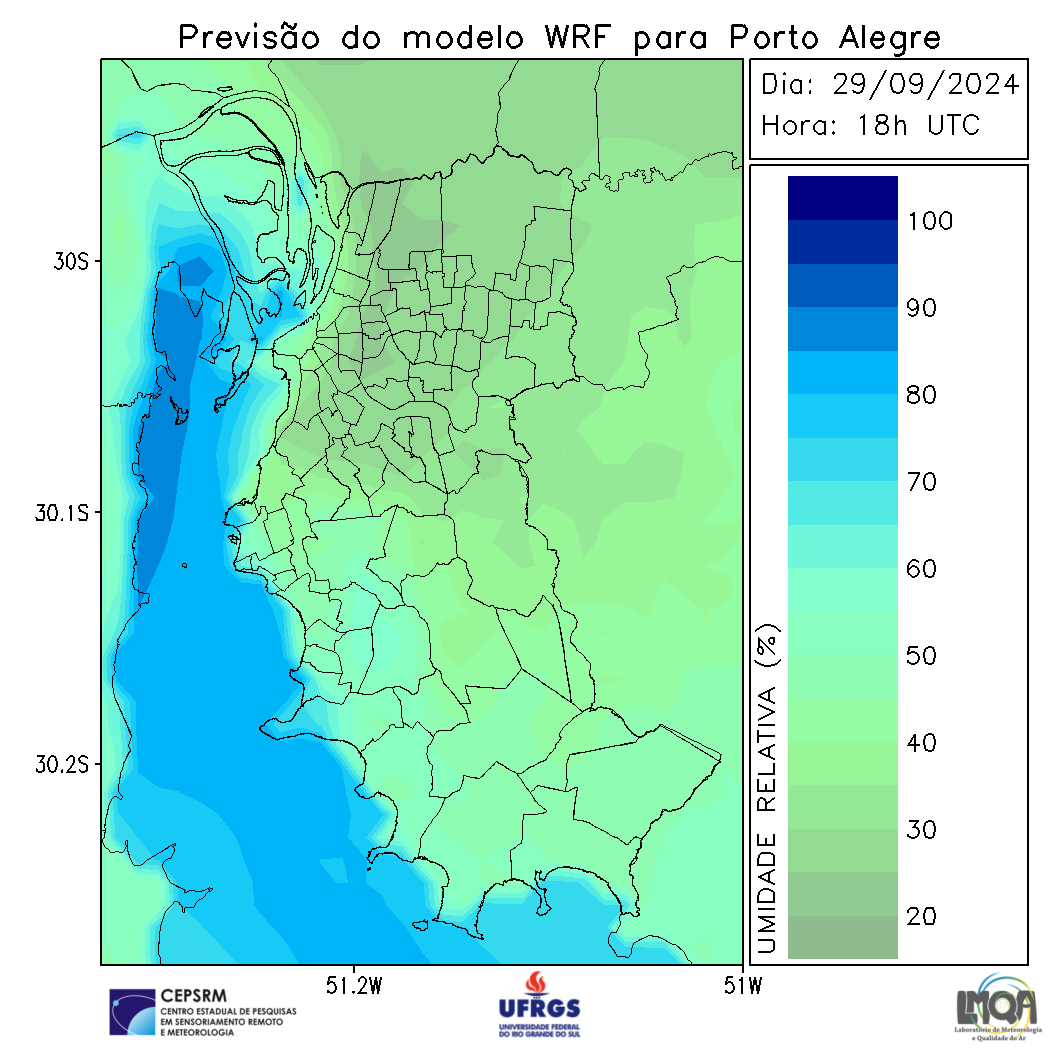 Previsão do modelo WRF para Porto Alegre
Dia: 29/09/2024
Hora: 18h UTC
30S
30.1S
30.2S
51.2W
51W
100
90
80
70
60
50
40
30
20
UMIDADE RELATIVA (%)
CEPSRM
CENTRO ESTADUAL DE PESQUISAS
EM SENSORIAMENTO REMOTO
E METEOROLOGIA
UFRGS
UNIVERSIDADE FEDERAL
DO RIO GRANDE DO SUL
LMQA
Laboratório de Meteorologia
e Qualidade do Ar